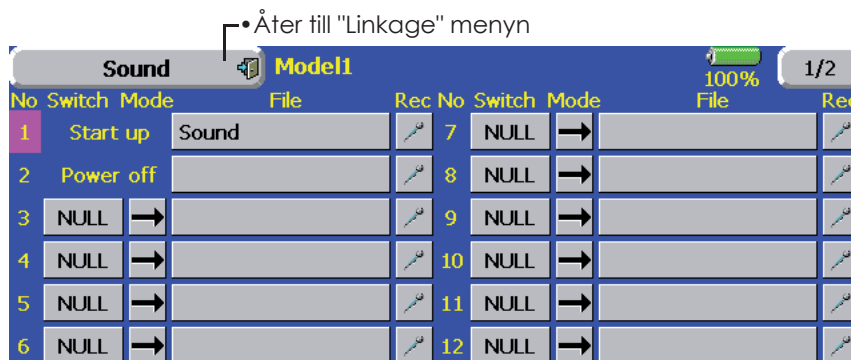 • Åter till "Linkage" menyn
Sound Model1 100% 1/2
No Switch Mode File Rec No Switch Mode File Rec
1 Start up Sound 7 NULL
2 Power off 8 NULL
3 NULL 9 NULL
4 NULL 10 NULL
5 NULL 11 NULL
6 NULL 12 NULL